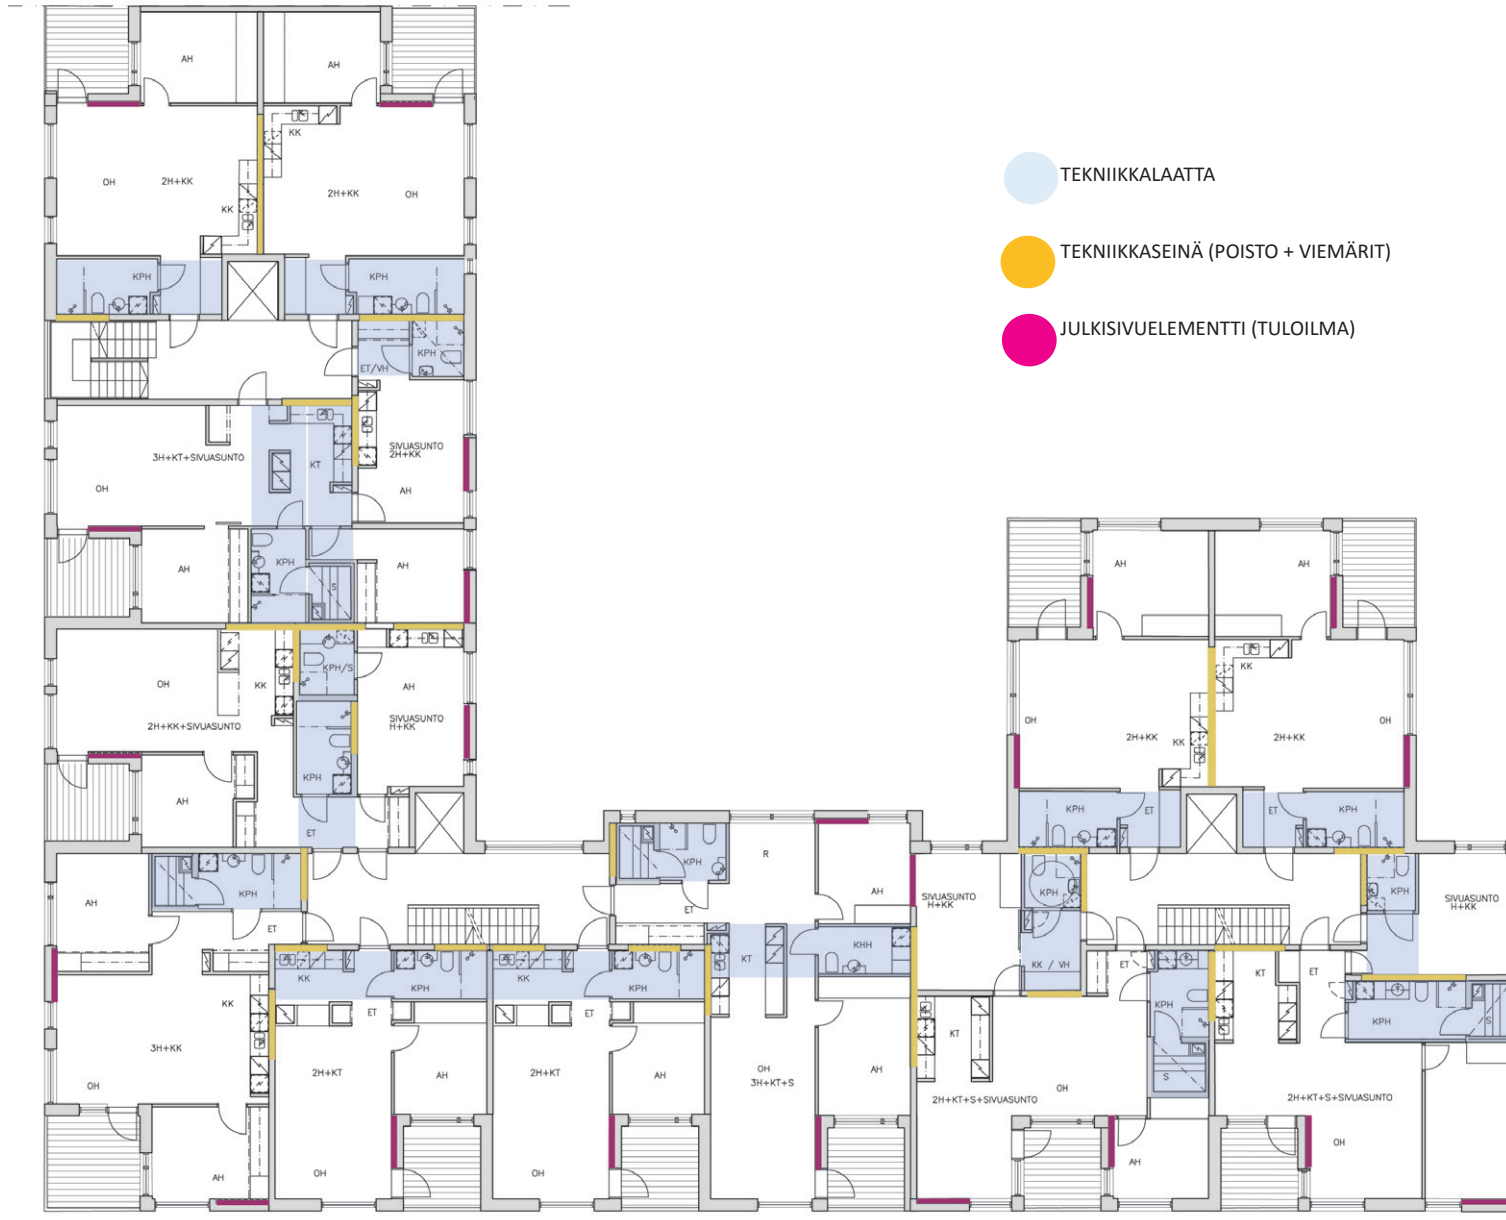 AH
AH
KK
OH
2H+KK
KK
2H+KK
OH
TEKNIIKKALAATTA
TEKNIIKKASEINÄ (POISTO + VIEMÄRIT)
JULKISIVUELEMENTTI (TULOILMA)
KPH
KPH
KPH
ET/VH
3H+KT+SIVUASUNTO
KT
OH
SIVUASUNTO
2H+KK
AH
AH
KPH
S
AH
OH
KK
2H+KK+SIVUASUNTO
KPH/S
AH
SIVUASUNTO
H+KK
KPH
AH
ET
AH
AH
OH
2H+KK
KK
KK
2H+KK
OH
KPH
ET
ET
KPH
AH
KPH
ET
KPH
R
ET
AH
SIVUASUNTO
H+KK
KPH
KK / VH
KPH
SIVUASUNTO
H+KK
KK
3H+KK
OH
AH
KK
KPH
ET
2H+KT
AH
OH
KK
KPH
ET
2H+KT
AH
OH
KT
KHH
OH
3H+KT+S
AH
KT
ET
KPH
S
OH
2H+KT+S+SIVUASUNTO
AH
KT
ET
KPH
S
2H+KT+S+SIVUASUNTO
OH